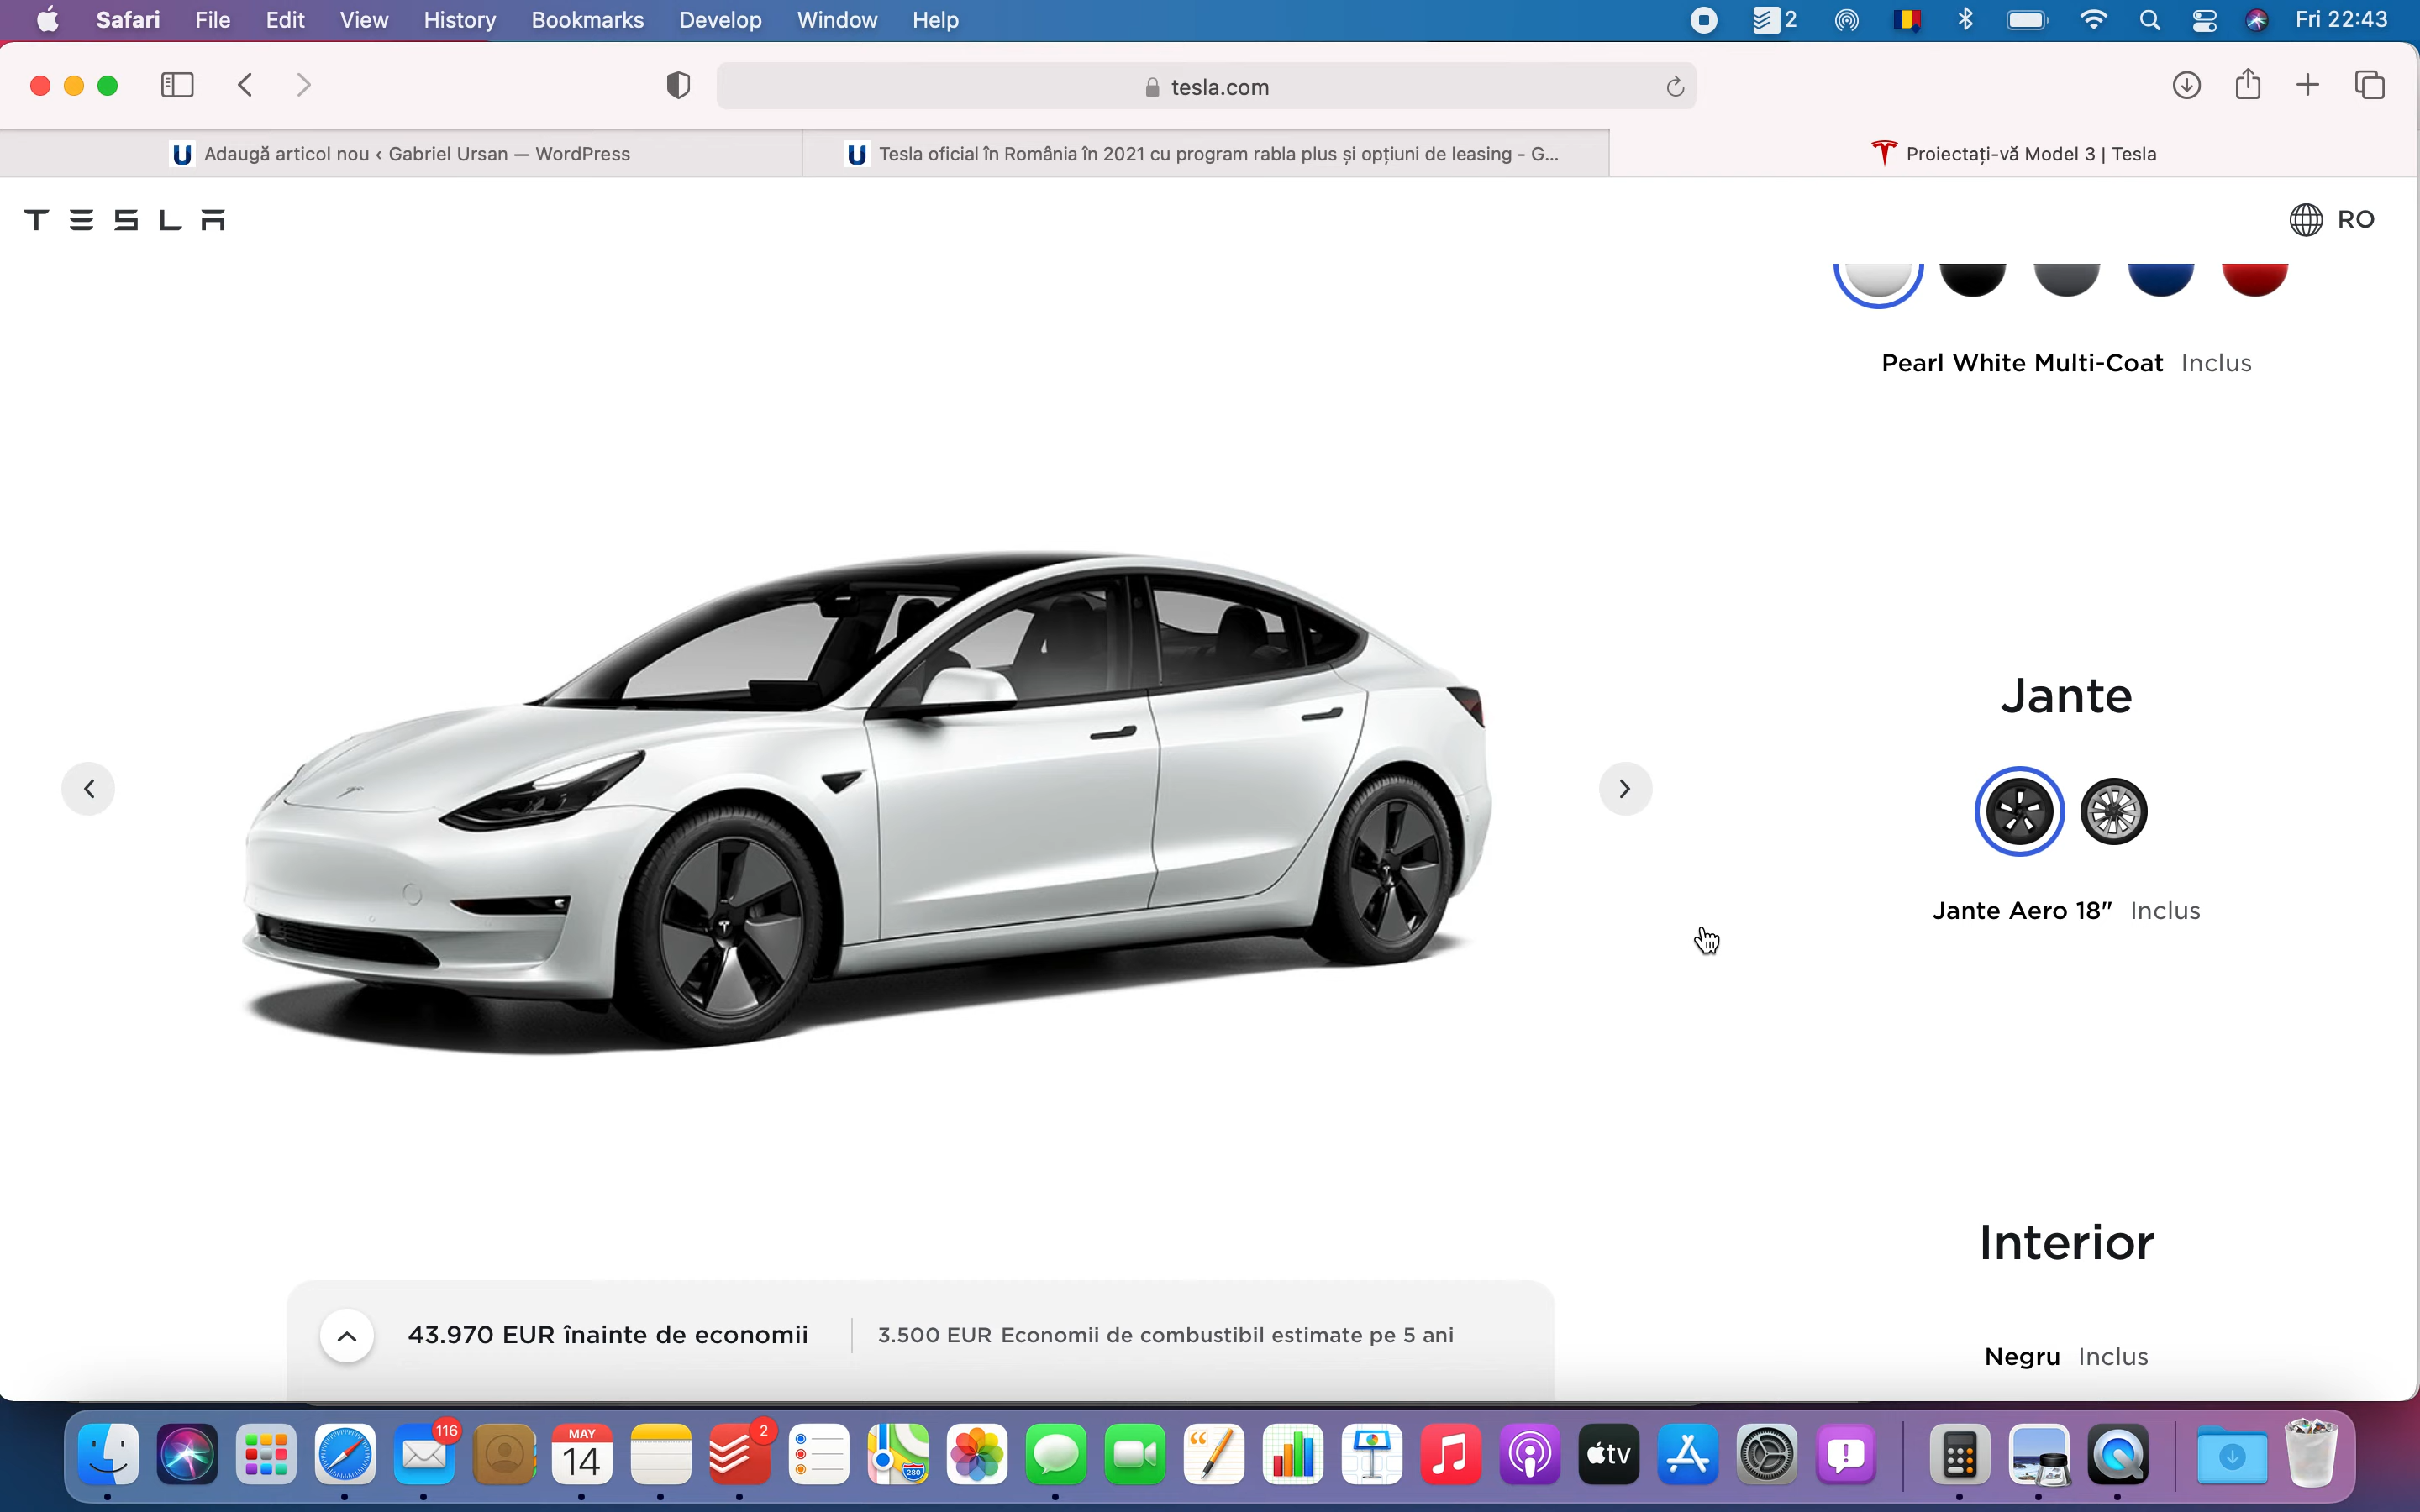 Safari File Edit View History Bookmarks Develop Window Help 2 Fri 22:43
tesla.com
Adaugă articol nou ‹ Gabriel Ursan — WordPress
Tesla oficial în România în 2021 cu program rabla plus și opțiuni de leasing - G...
Proiectați-vă Model 3 | Tesla
TESLA
RO
Pearl White Multi-Coat Inclus
Jante
Jante Aero 18" Inclus
Interior
Negru Inclus
43.970 EUR înainte de economii
3.500 EUR Economii de combustibil estimate pe 5 ani
116
MAY
14
2
280
tv